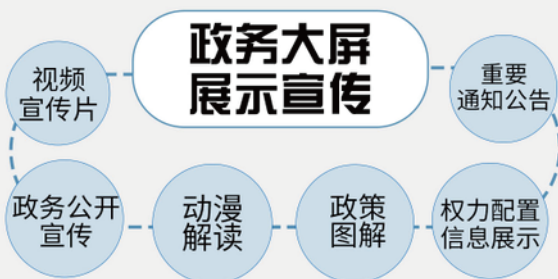 政务大屏
展示宣传
视频
宣传片
重要
通知公告
政务公开
宣传
动漫
解读
政策
图解
权力配置
信息展示